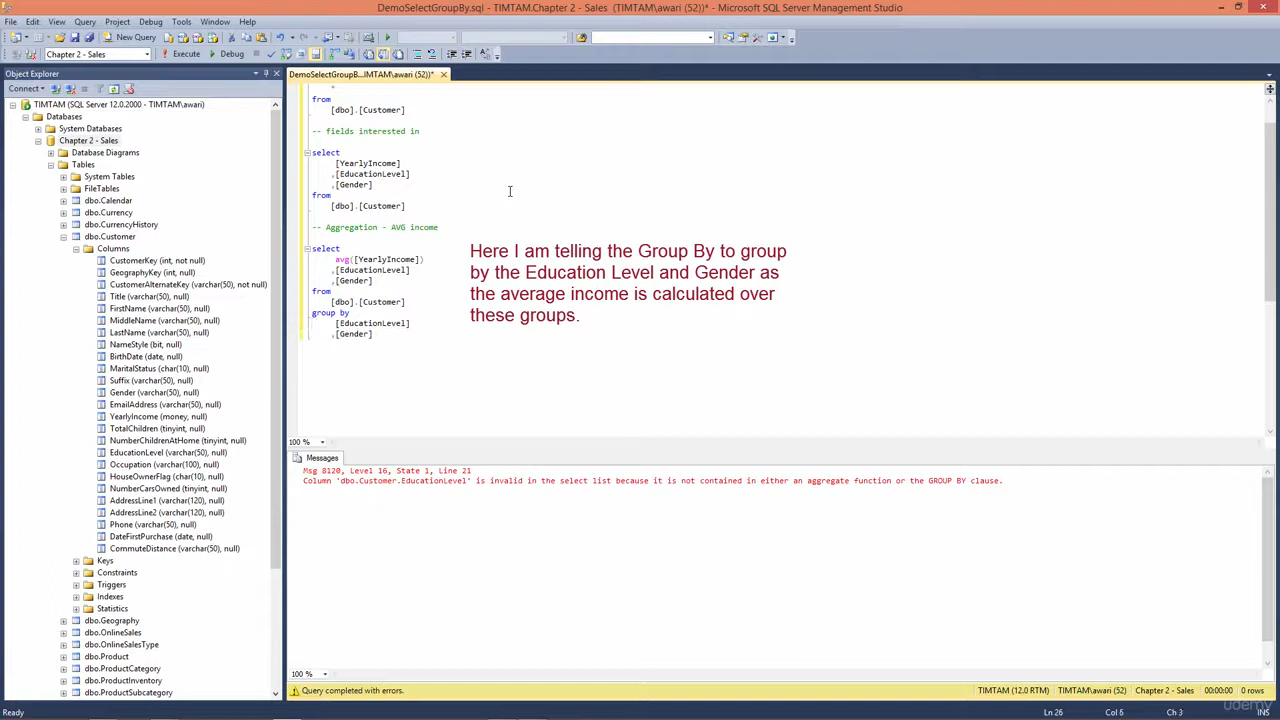 DemoSelectGroupBy.sql - TIMTAM.Chapter 2 - Sales (TIMTAM\awari (52))* - Microsoft SQL Server Management Studio
File Edit View Query Project Debug Tools Window Help
New Query
Chapter 2 - Sales Execute Debug
Object Explorer
DemoSelectGroupB...IMTAM\awari (52))*
Connect
TIMTAM (SQL Server 12.0.2000 - TIMTAM\awari)
Databases
System Databases
Chapter 2 - Sales
Database Diagrams
Tables
System Tables
FileTables
dbo.Calendar
dbo.Currency
dbo.CurrencyHistory
dbo.Customer
Columns
CustomerKey (int, not null)
GeographyKey (int, null)
CustomerAlternateKey (varchar(50), not null)
Title (varchar(50), null)
FirstName (varchar(50), null)
MiddleName (varchar(50), null)
LastName (varchar(50), null)
NameStyle (bit, null)
BirthDate (date, null)
MaritalStatus (char(10), null)
Suffix (varchar(50), null)
Gender (varchar(50), null)
EmailAddress (varchar(50), null)
YearlyIncome (money, null)
TotalChildren (tinyint, null)
NumberChildrenAtHome (tinyint, null)
EducationLevel (varchar(50), null)
Occupation (varchar(100), null)
HouseOwnerFlag (char(10), null)
NumberCarsOwned (tinyint, null)
AddressLine1 (varchar(120), null)
AddressLine2 (varchar(120), null)
Phone (varchar(50), null)
DateFirstPurchase (date, null)
CommuteDistance (varchar(50), null)
Keys
Constraints
Triggers
Indexes
Statistics
dbo.Geography
dbo.OnlineSales
dbo.OnlineSalesType
dbo.Product
dbo.ProductCategory
dbo.ProductInventory
dbo.ProductSubcategory
*
from
[dbo].[Customer]
-- fields interested in
select
[YearlyIncome]
,[EducationLevel]
,[Gender]
from
[dbo].[Customer]
-- Aggregation - AVG income
select
avg([YearlyIncome])
,[EducationLevel]
,[Gender]
from
[dbo].[Customer]
group by
[EducationLevel]
,[Gender]
Here I am telling the Group By to group
by the Education Level and Gender as
the average income is calculated over
these groups.
100 %
Messages
Msg 8120, Level 16, State 1, Line 21
Column 'dbo.Customer.EducationLevel' is invalid in the select list because it is not contained in either an aggregate function or the GROUP BY clause.
100 %
Query completed with errors. TIMTAM (12.0 RTM) TIMTAM\awari (52) Chapter 2 - Sales 00:00:00 0 rows
Ready Ln 26 Col 5 Ch 3 INS
udemy